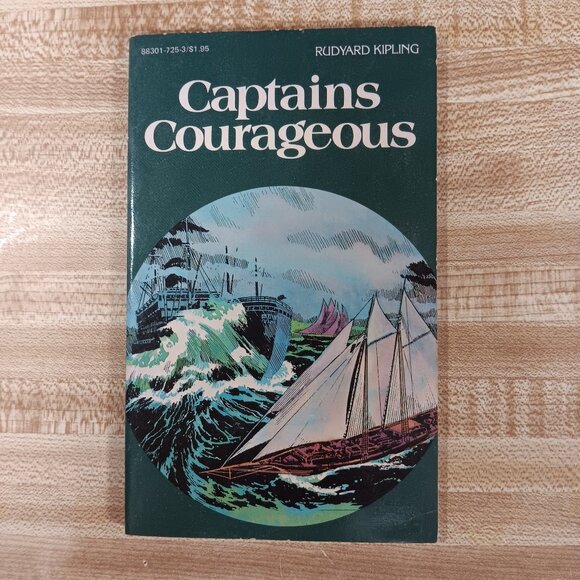 88301-725-3/$1.95
RUDYARD KIPLING
Captains
Courageous